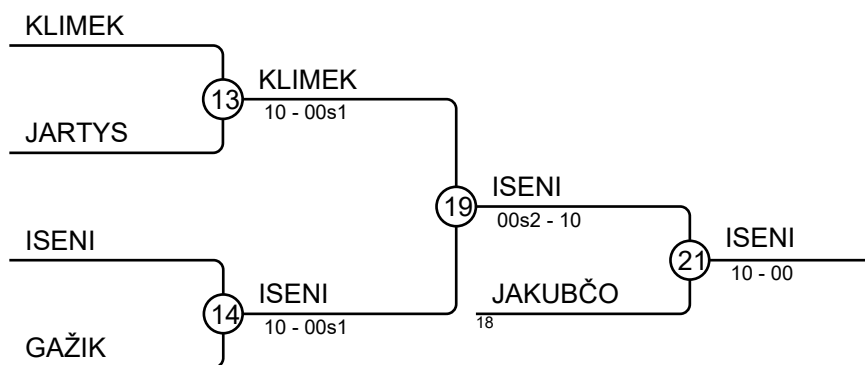 KLIMEK
13
KLIMEK
10 - 00s1
JARTYS
19
ISENI
00s2 - 10
ISENI
14
ISENI
10 - 00s1
GAŽIK
JAKUBČO
18
21
ISENI
10 - 00